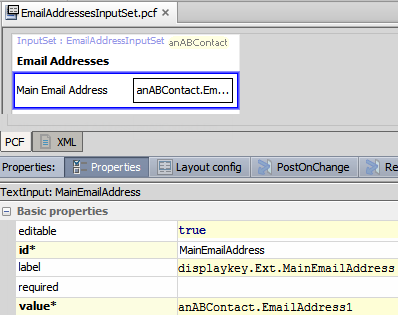 EmailAddressesInputSet.pcf ×
InputSet : EmailAddressInputSet anABContact
Email Addresses
Main Email Address anABContact.Em...
PCF XML
Properties: Properties Layout config PostOnChange Re
TextInput: MainEmailAddress
Basic properties
editable true
id* MainEmailAddress
label displaykey.Ext.MainEmailAddress
required
value* anABContact.EmailAddress1